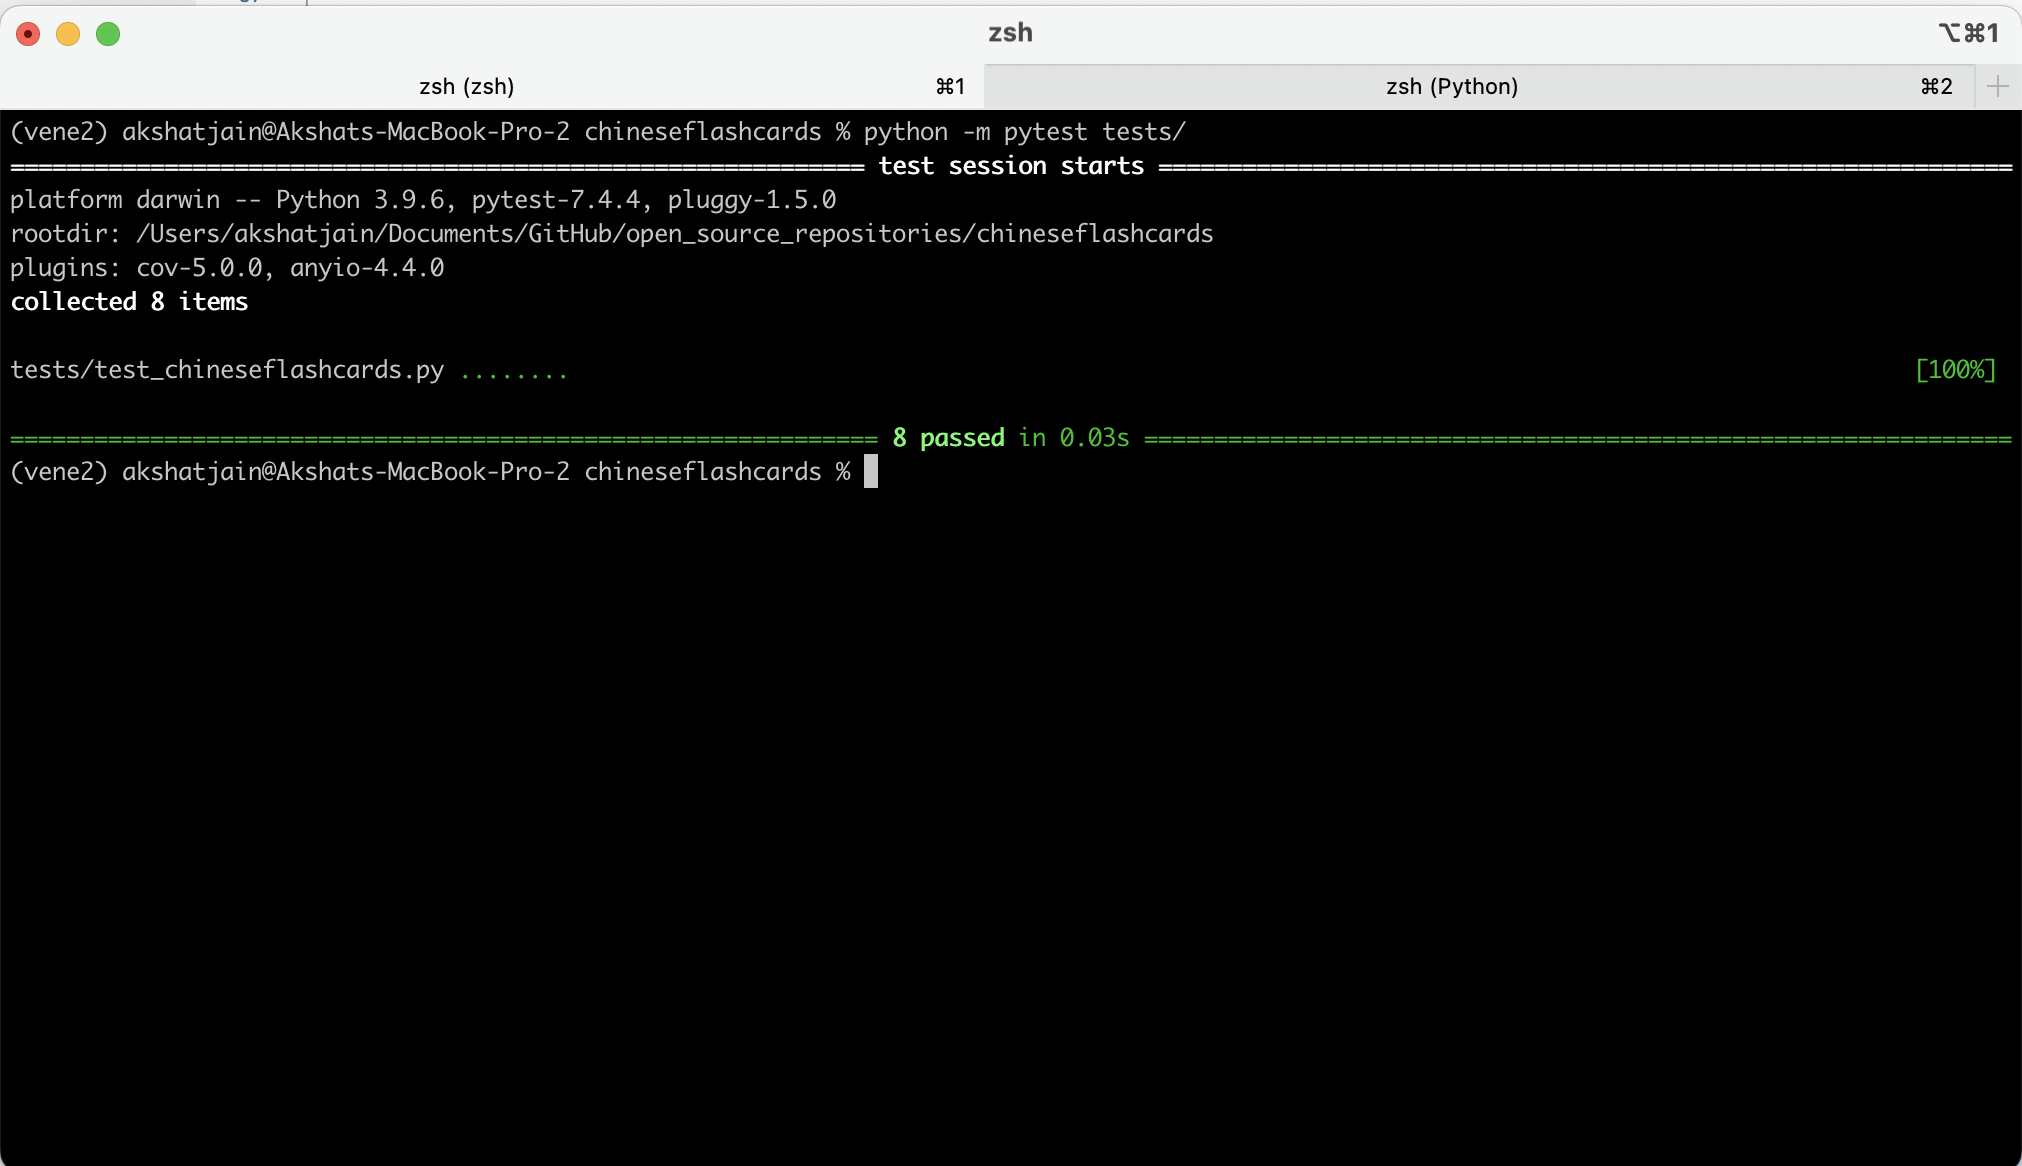 zsh
⌥⌘1
zsh (zsh) ⌘1
zsh (Python) ⌘2
(vene2) akshatjain@Akshats-MacBook-Pro-2 chineseflashcards % python -m pytest tests/
============================================================= test session starts =============================================================
platform darwin -- Python 3.9.6, pytest-7.4.4, pluggy-1.5.0
rootdir: /Users/akshatjain/Documents/GitHub/open_source_repositories/chineseflashcards
plugins: cov-5.0.0, anyio-4.4.0
collected 8 items
tests/test_chineseflashcards.py ........ [100%]
============================================================== 8 passed in 0.03s ==============================================================
(vene2) akshatjain@Akshats-MacBook-Pro-2 chineseflashcards %